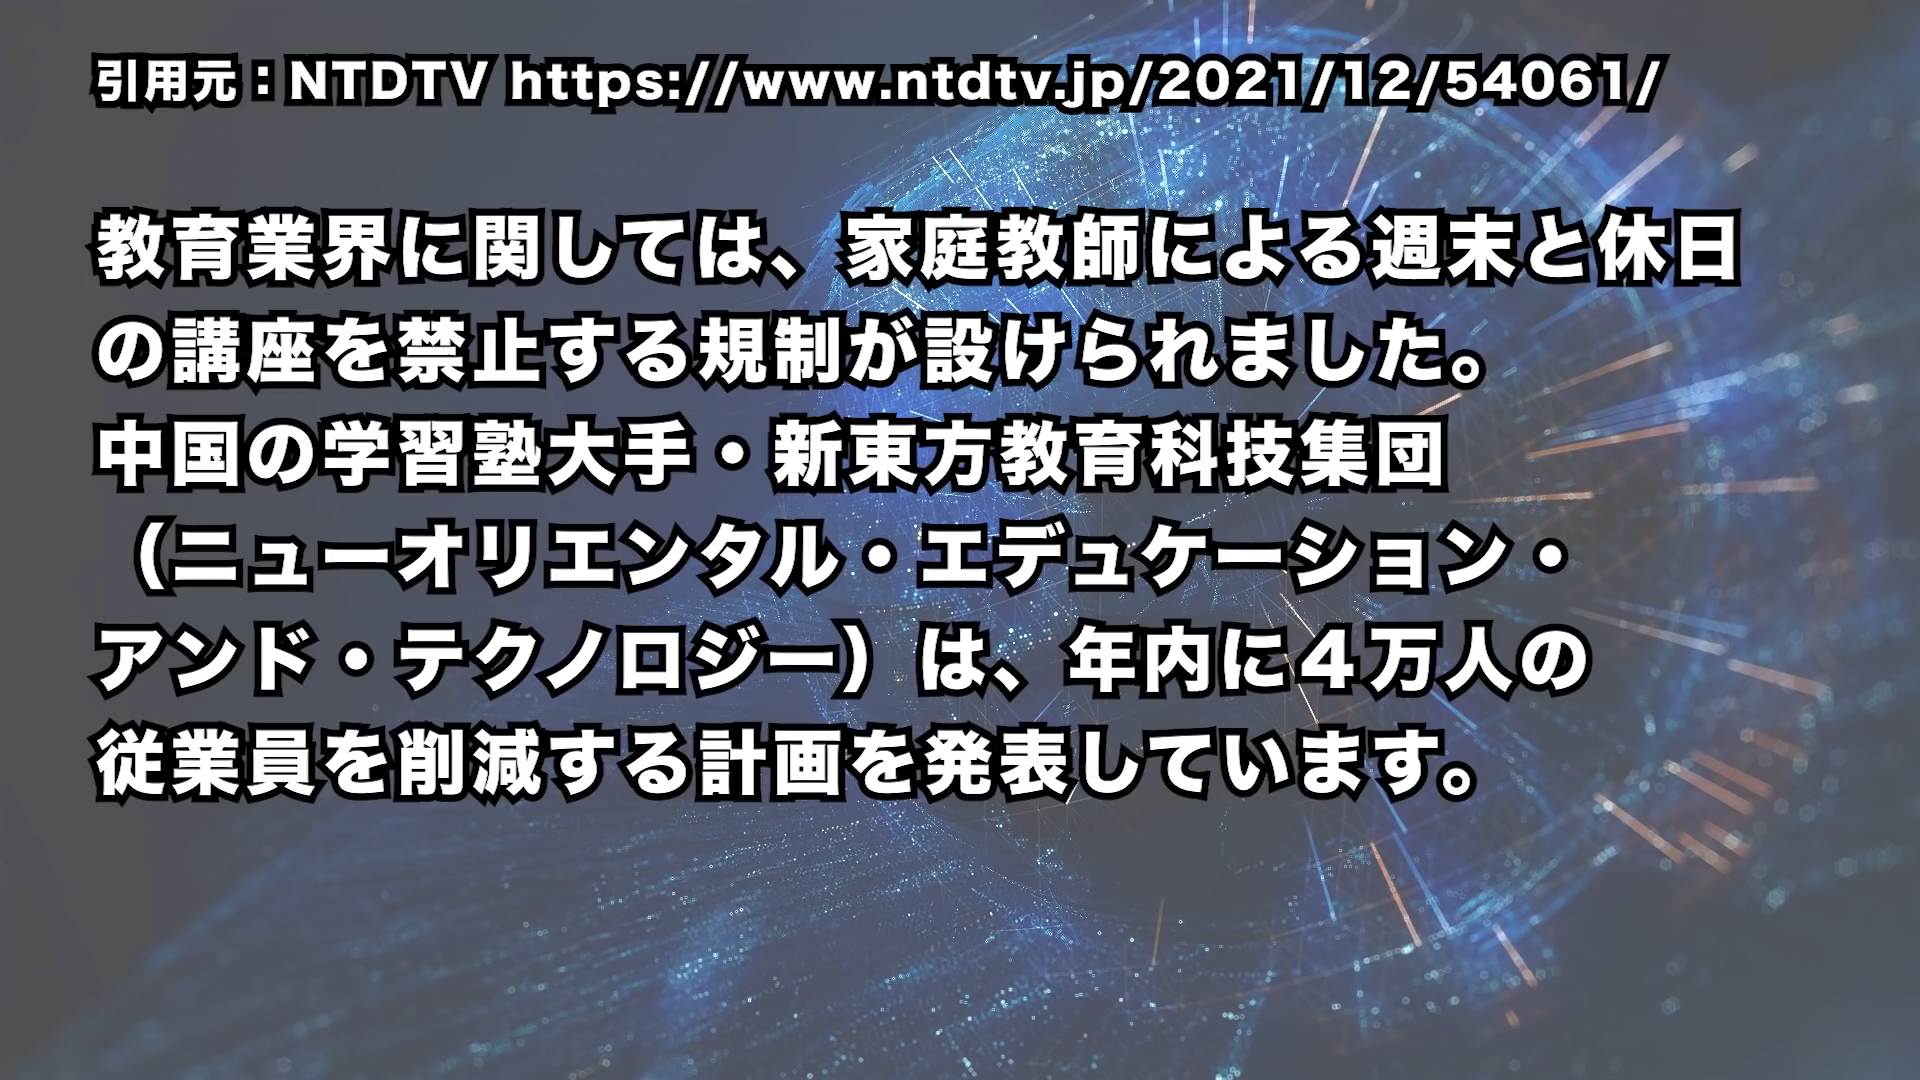 引用元：NTDTV https://www.ntdtv.jp/2021/12/54061/
教育業界に関しては、家庭教師による週末と休日
の講座を禁止する規制が設けられました。
中国の学習塾大手・新東方教育科技集団
（ニューオリエンタル・エデュケーション・
アンド・テクノロジー）は、年内に４万人の
従業員を削減する計画を発表しています。